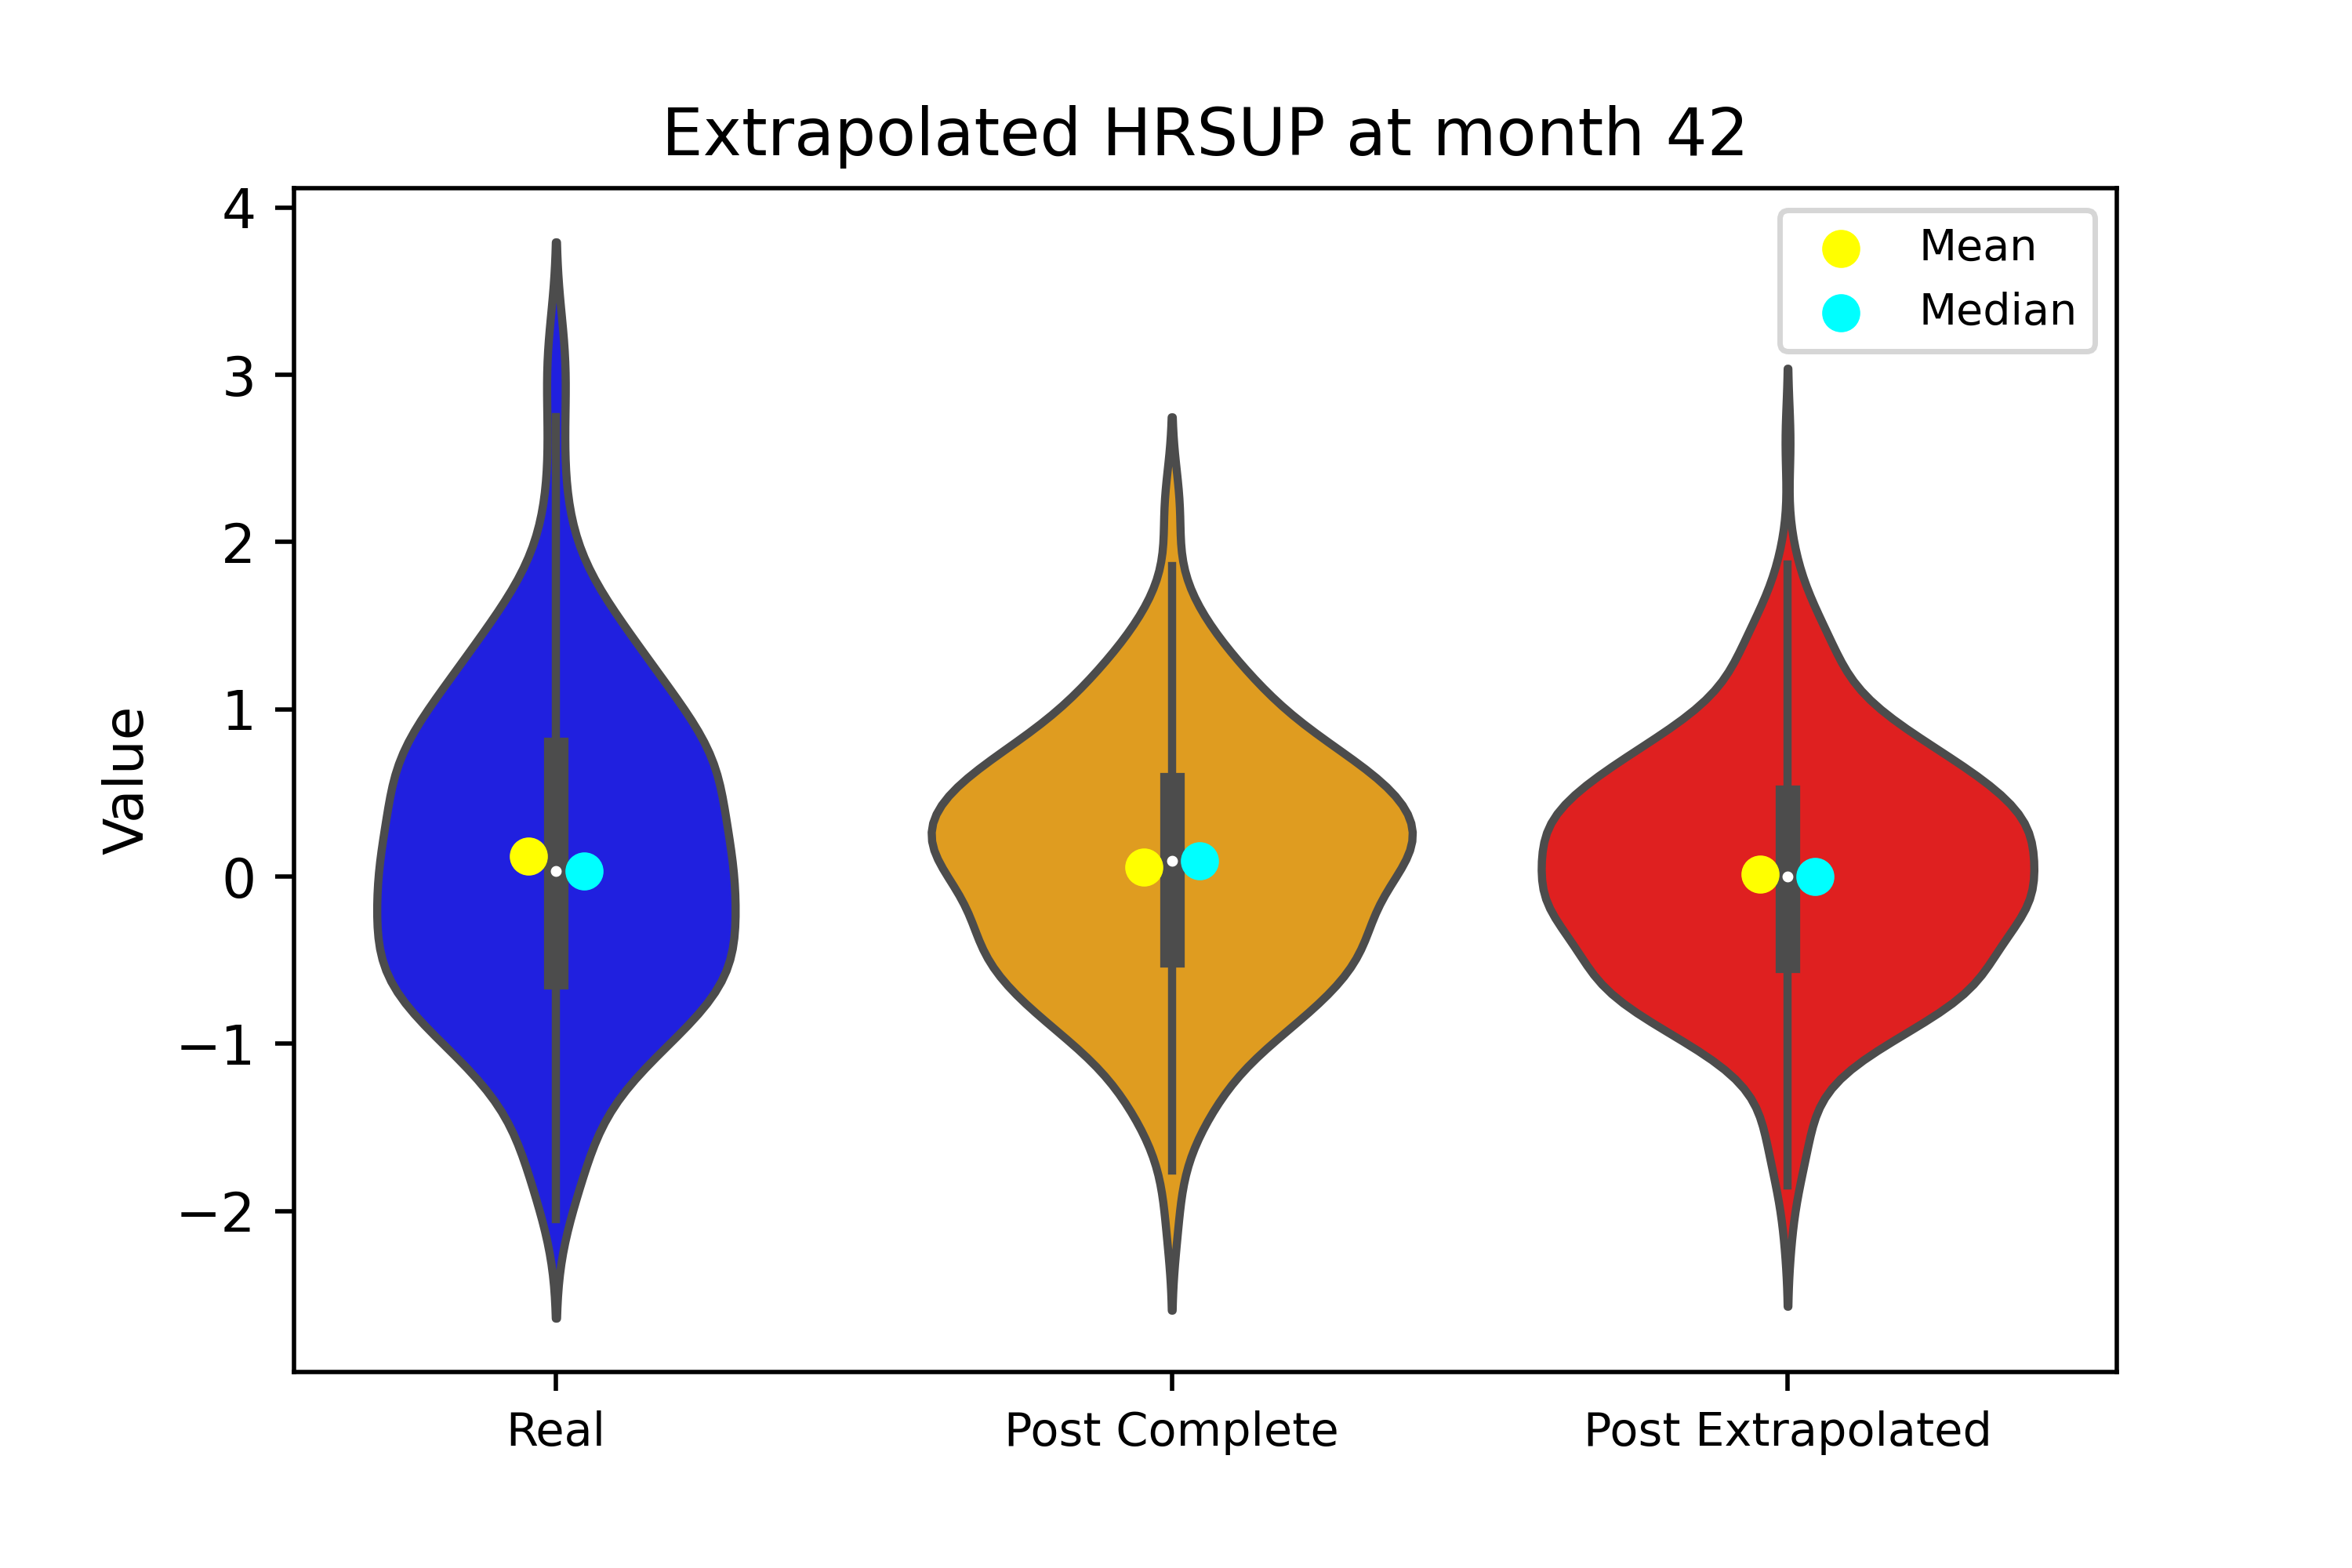 Extrapolated HRSUP at month 42
Mean
Median
4
3
2
1
0
−1
−2
Value
Real
Post Complete
Post Extrapolated